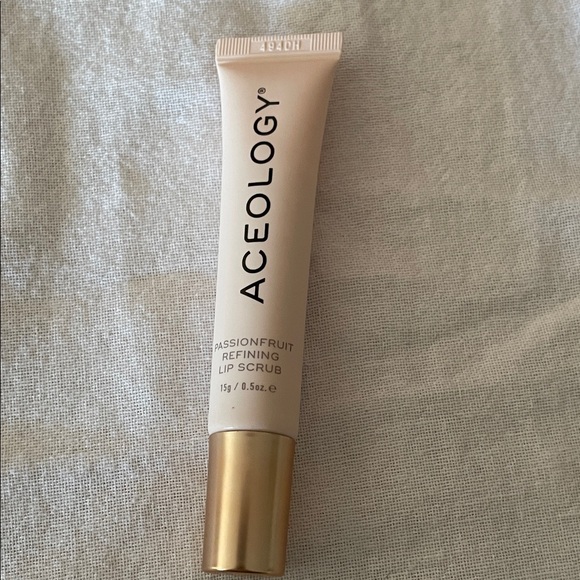 ACEOLOGY®
PASSIONFRUIT
REFINING
LIP SCRUB
15g / 0.5oz.℮